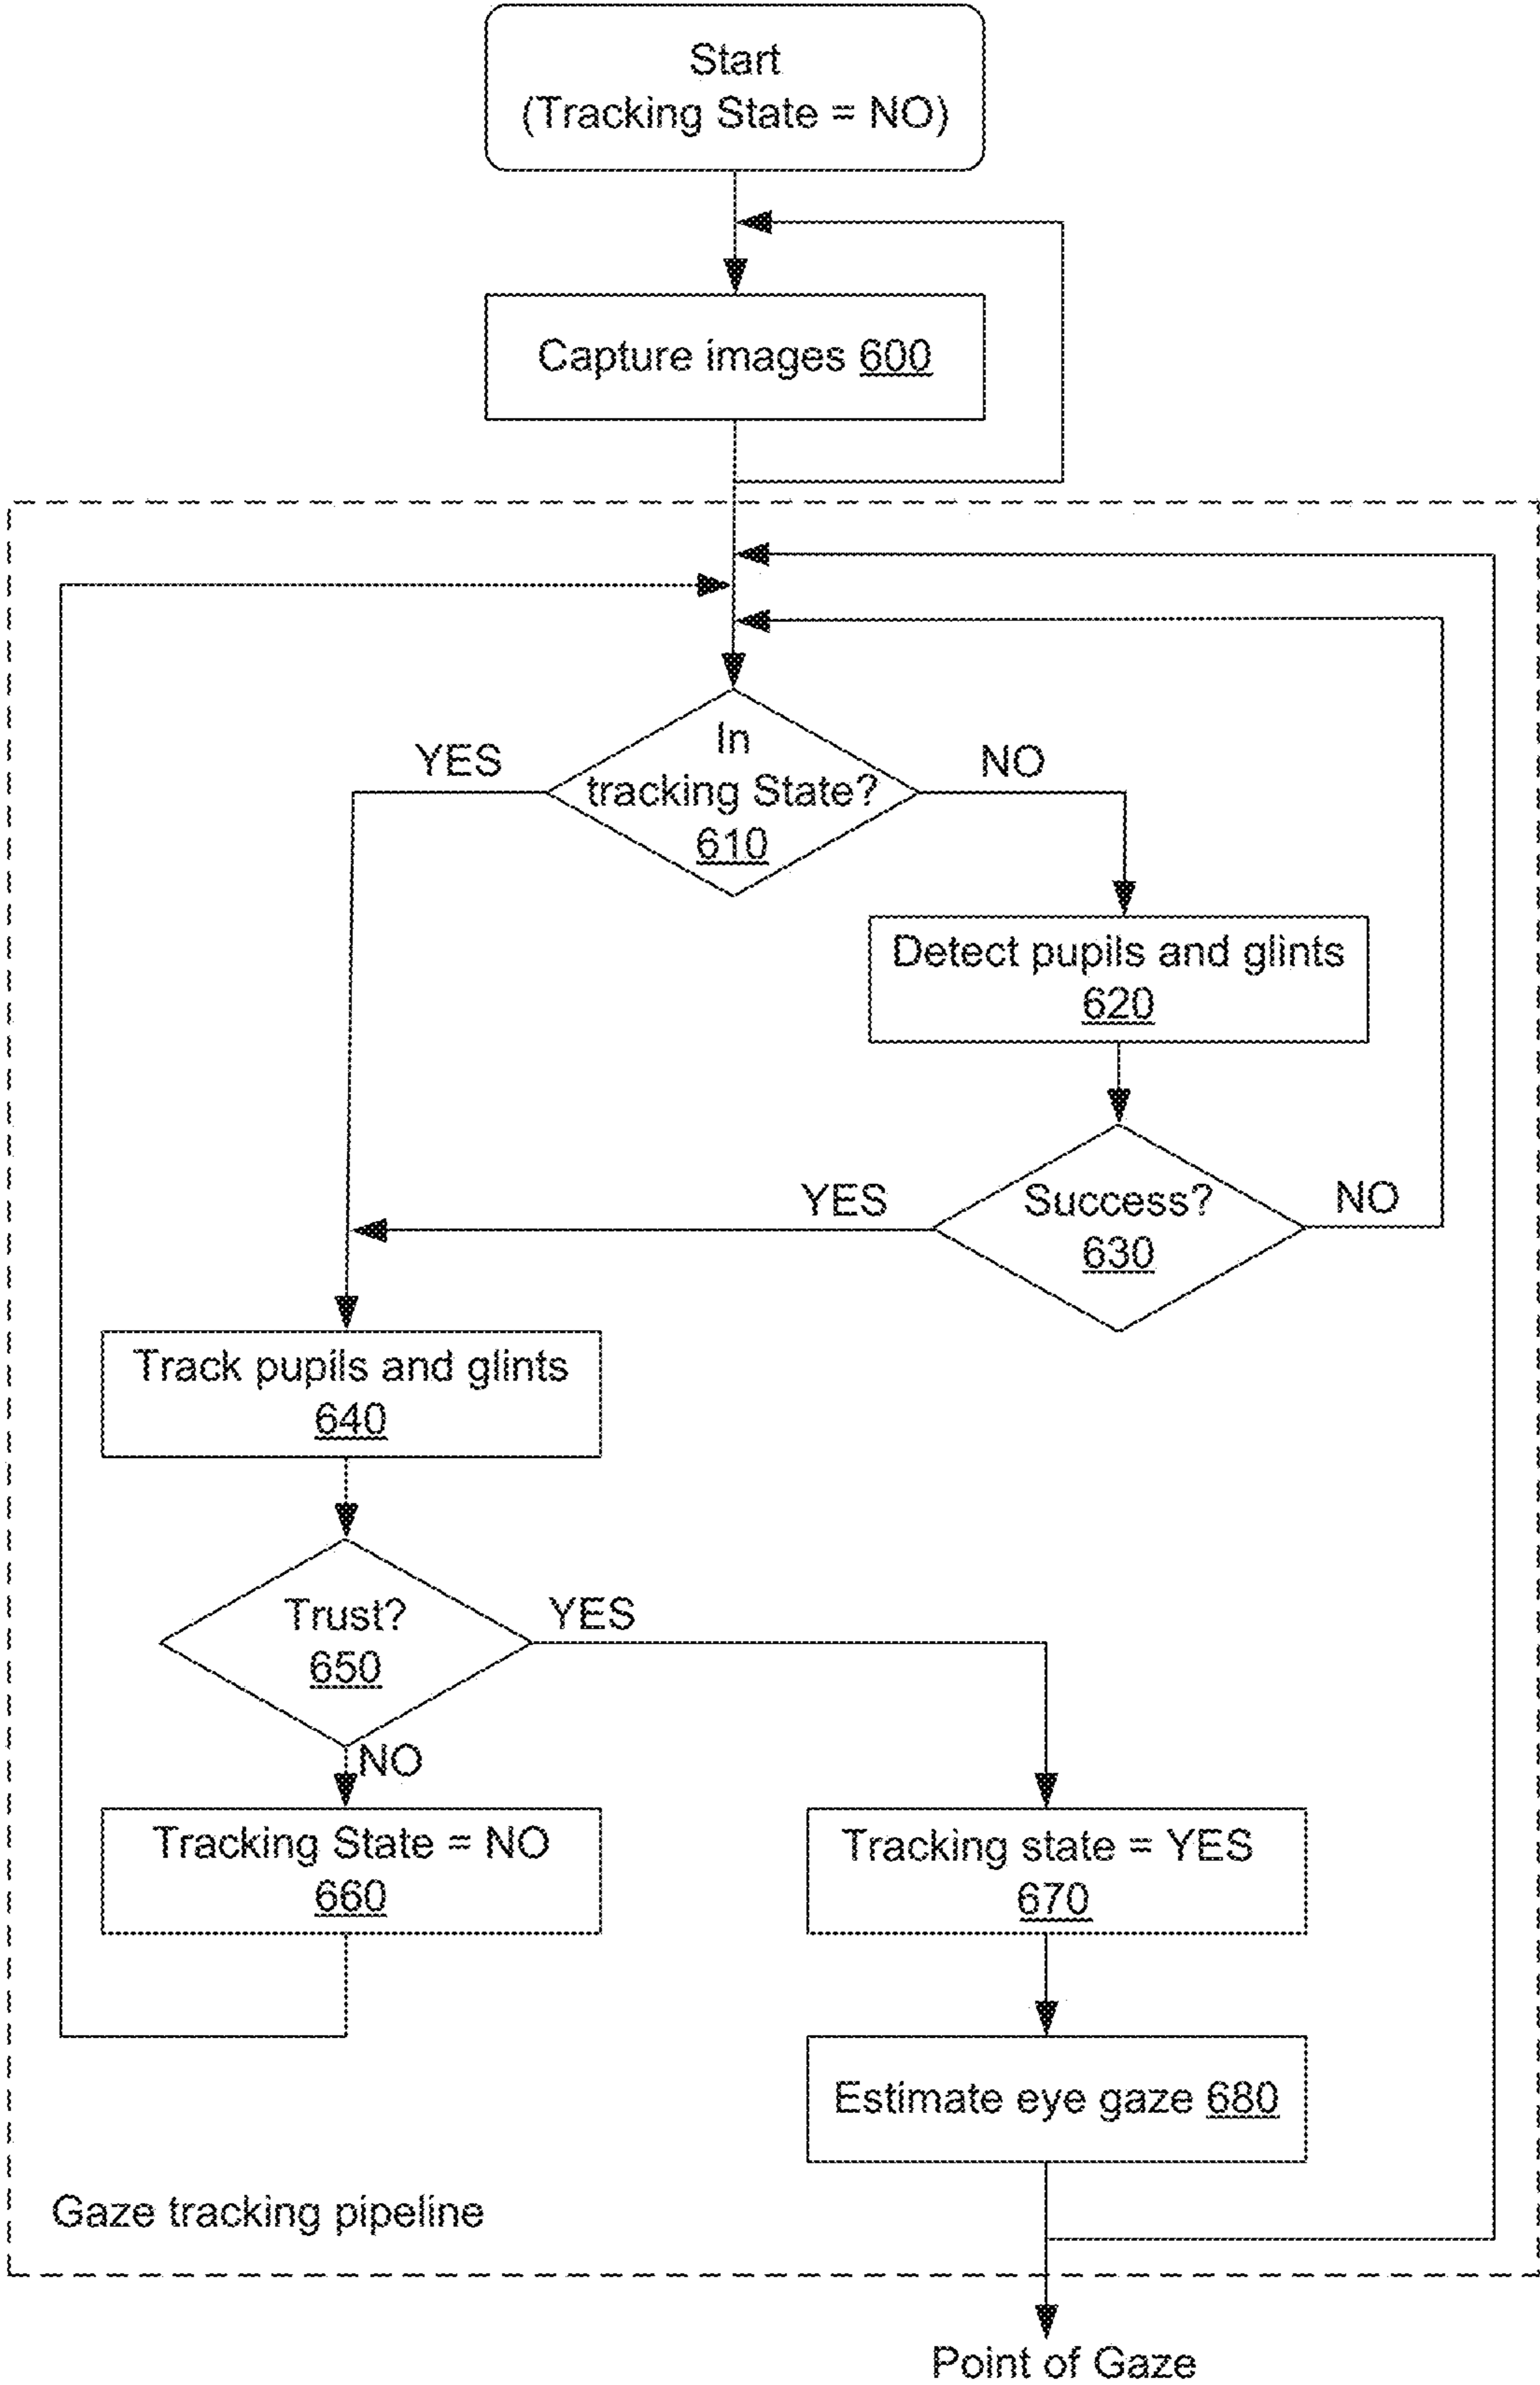 Start
(Tracking State = NO)
Capture images 600
In
tracking State?
610
YES
NO
Detect pupils and glints
620
Success?
630
YES
NO
Track pupils and glints
640
Trust?
650
YES
NO
Tracking State = NO
660
Tracking state = YES
670
Estimate eye gaze 680
Gaze tracking pipeline
Point of Gaze